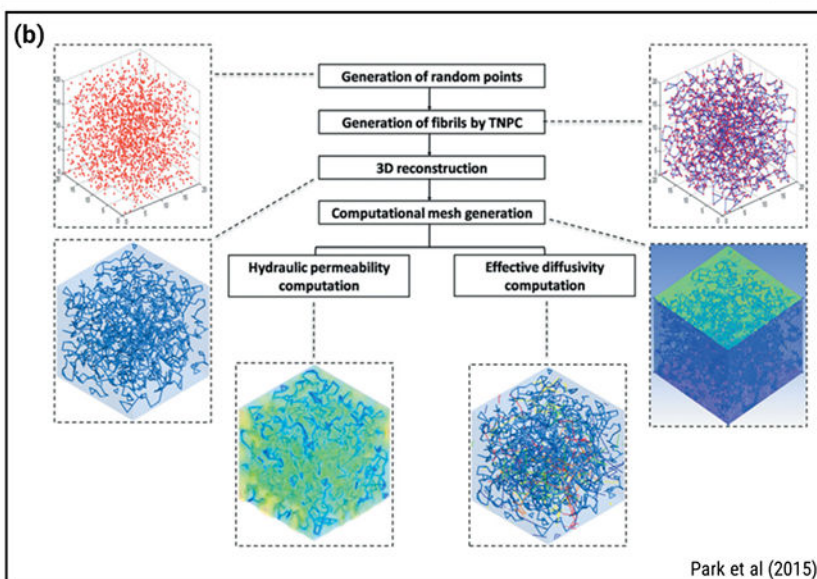 (b)
Generation of random points
Generation of fibrils by TNPC
3D reconstruction
Computational mesh generation
Hydraulic permeability
computation
Effective diffusivity
computation
Park et al (2015)